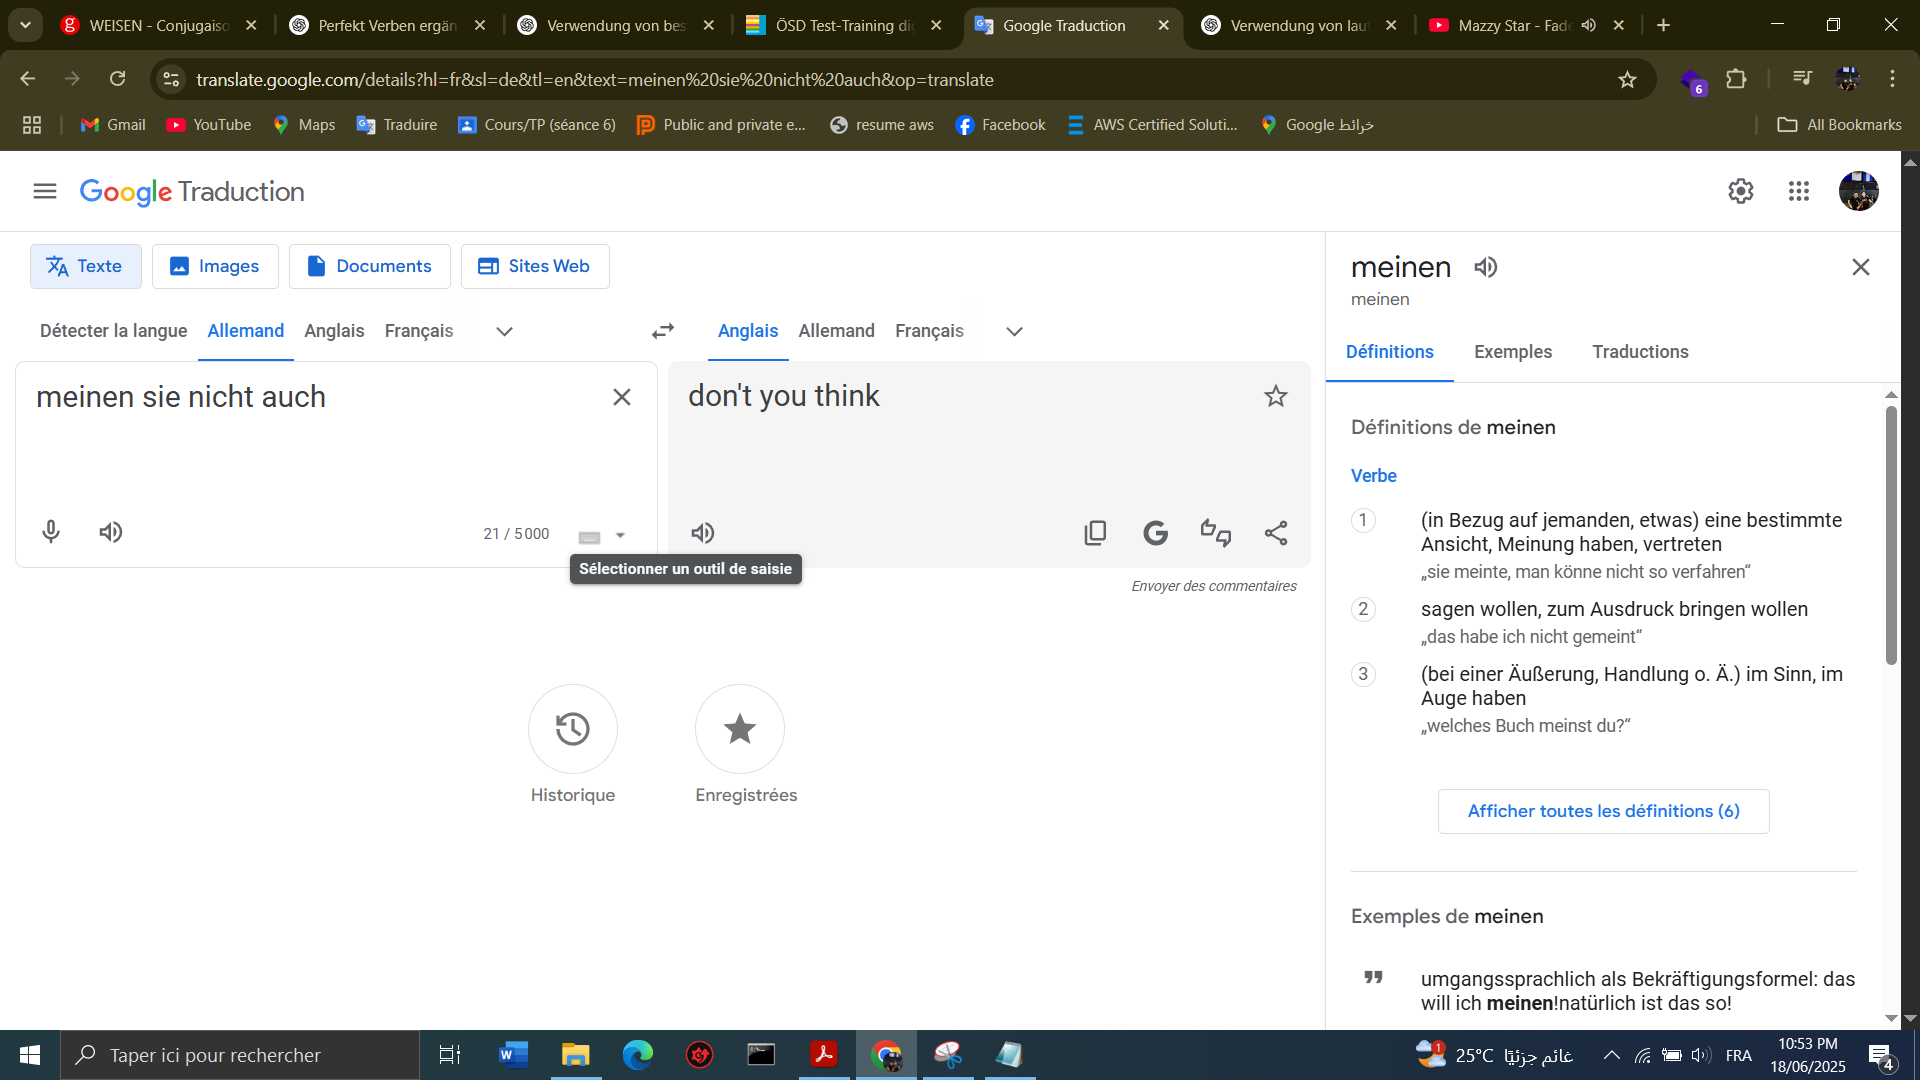 WEISEN - Conjugaiso
Perfekt Verben ergän
Verwendung von bes
ÖSD Test-Training di
Google Traduction
Verwendung von lau
Mazzy Star - Fade
translate.google.com/details?hl=fr&sl=de&tl=en&text=meinen%20sie%20nicht%20auch&op=translate
6
Gmail
YouTube
Maps
Traduire
Cours/TP (séance 6)
Public and private e...
resume aws
Facebook
AWS Certified Soluti...
خرائط Google
All Bookmarks
Google Traduction
Texte
Images
Documents
Sites Web
Détecter la langue
Allemand
Anglais
Français
Anglais
Allemand
Français
meinen sie nicht auch
21 / 5 000
Sélectionner un outil de saisie
don't you think
Envoyer des commentaires
Historique
Enregistrées
meinen
meinen
Définitions
Exemples
Traductions
Définitions de meinen
Verbe
1
(in Bezug auf jemanden, etwas) eine bestimmte
Ansicht, Meinung haben, vertreten
„sie meinte, man könne nicht so verfahren“
2
sagen wollen, zum Ausdruck bringen wollen
„das habe ich nicht gemeint“
3
(bei einer Äußerung, Handlung o. Ä.) im Sinn, im
Auge haben
„welches Buch meinst du?“
Afficher toutes les définitions (6)
Exemples de meinen
umgangssprachlich als Bekräftigungsformel: das
will ich meinen!natürlich ist das so!
Taper ici pour rechercher
1
25°C غائم جزئيًا
FRA
10:53 PM
18/06/2025
4